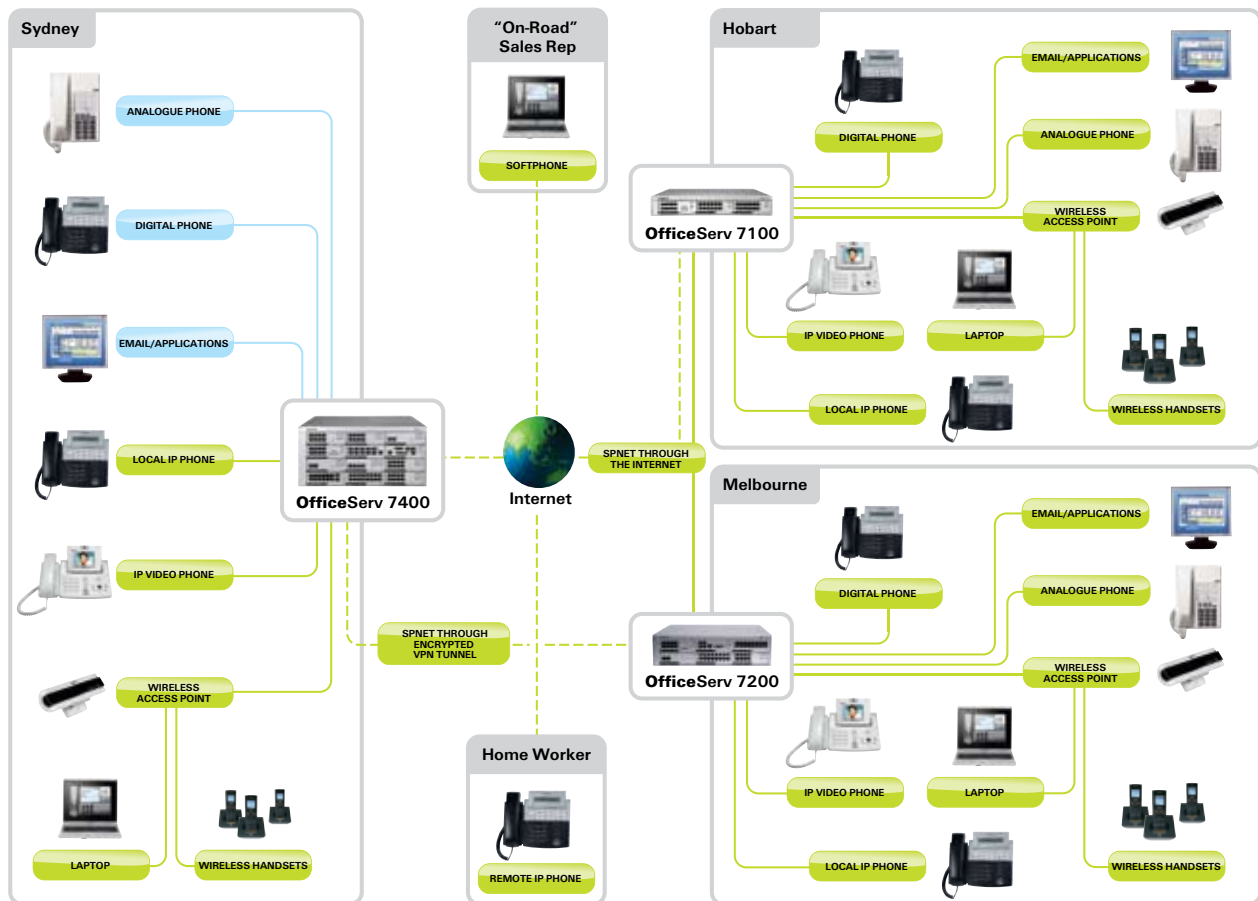 Sydney
ANALOGUE PHONE
DIGITAL PHONE
EMAIL/APPLICATIONS
LOCAL IP PHONE
IP VIDEO PHONE
WIRELESS
ACCESS POINT
LAPTOP
WIRELESS HANDSETS
OfficeServ 7400
"On-Road"
Sales Rep
SOFTPHONE
Internet
SPNET THROUGH
THE INTERNET
SPNET THROUGH
ENCRYPTED
VPN TUNNEL
Home Worker
REMOTE IP PHONE
Hobart
EMAIL/APPLICATIONS
DIGITAL PHONE
ANALOGUE PHONE
OfficeServ 7100
WIRELESS
ACCESS POINT
IP VIDEO PHONE
LAPTOP
LOCAL IP PHONE
WIRELESS HANDSETS
Melbourne
EMAIL/APPLICATIONS
DIGITAL PHONE
ANALOGUE PHONE
OfficeServ 7200
WIRELESS
ACCESS POINT
IP VIDEO PHONE
LAPTOP
LOCAL IP PHONE
WIRELESS HANDSETS